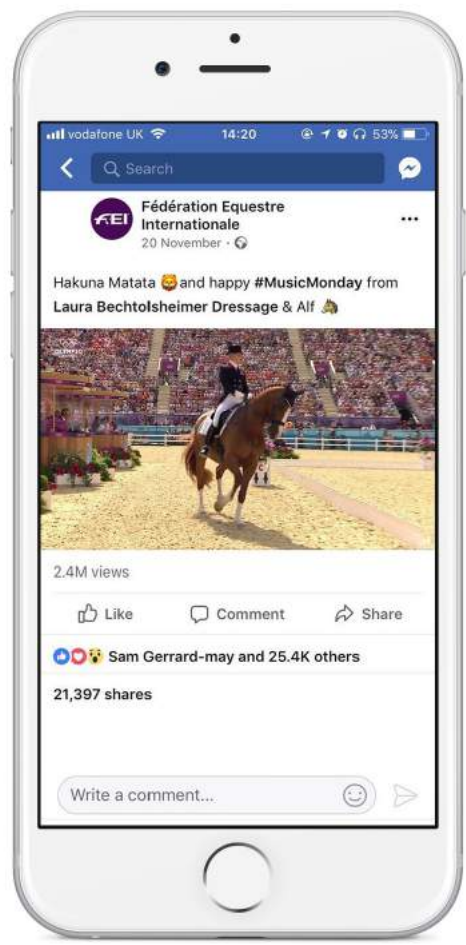 vodafone UK 14:20 53%
Search
FEI
Fédération Equestre
Internationale
20 November ·
Hakuna Matata 🦁 and happy #MusicMonday from
Laura Bechtolsheimer Dressage & Alf 🐴
OLYMPIC
2.4M views
Like Comment Share
Sam Gerrard-may and 25.4K others
21,397 shares
Write a comment...